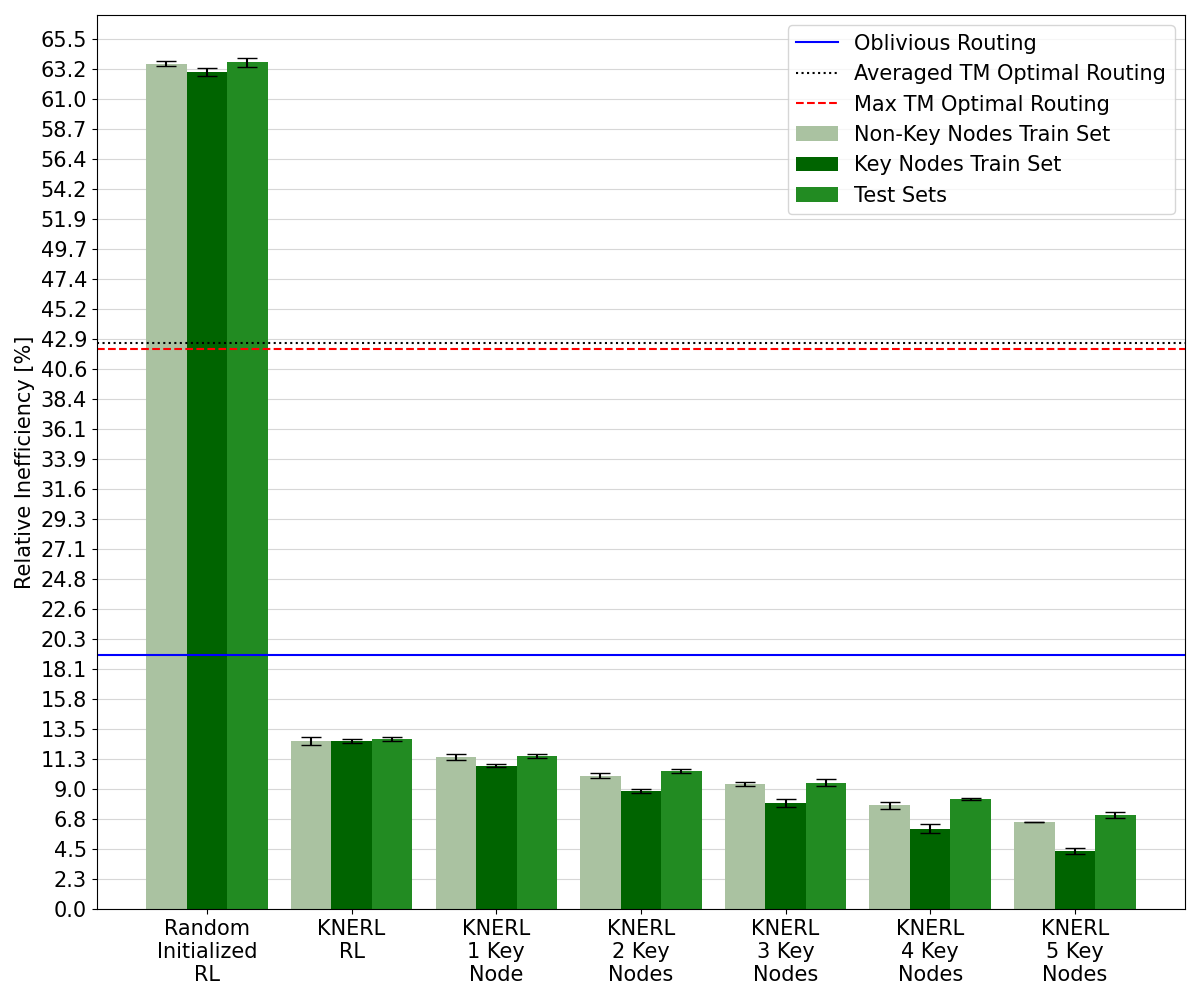 65.5
63.2
61.0
58.7
56.4
54.2
51.9
49.7
47.4
45.2
42.9
40.6
38.4
36.1
33.9
31.6
29.3
27.1
24.8
22.6
20.3
18.1
15.8
13.5
11.3
9.0
6.8
4.5
2.3
0.0
Relative Inefficiency [%]
Oblivious Routing
Averaged TM Optimal Routing
Max TM Optimal Routing
Non-Key Nodes Train Set
Key Nodes Train Set
Test Sets
Random
Initialized
RL
KNERL
RL
KNERL
1 Key
Node
KNERL
2 Key
Nodes
KNERL
3 Key
Nodes
KNERL
4 Key
Nodes
KNERL
5 Key
Nodes